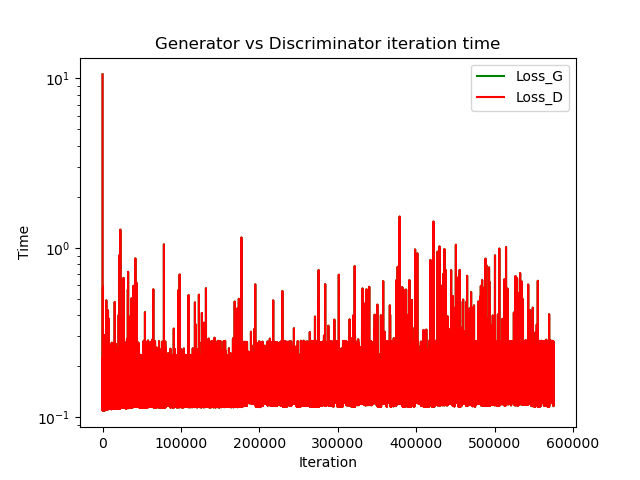 Generator vs Discriminator iteration time
Loss_G
Loss_D
10¹
10⁰
10⁻¹
Time
0 100000 200000 300000 400000 500000 600000
Iteration